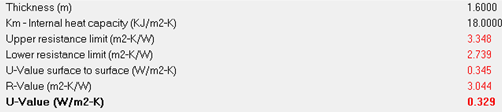 Thickness (m) 1.6000
Km - Internal heat capacity (KJ/m2-K) 18.0000
Upper resistance limit (m2-K/W) 3.348
Lower resistance limit (m2-K/W) 2.739
U-Value surface to surface (W/m2-K) 0.345
R-Value (m2-K/W) 3.044
U-Value (W/m2-K) 0.329